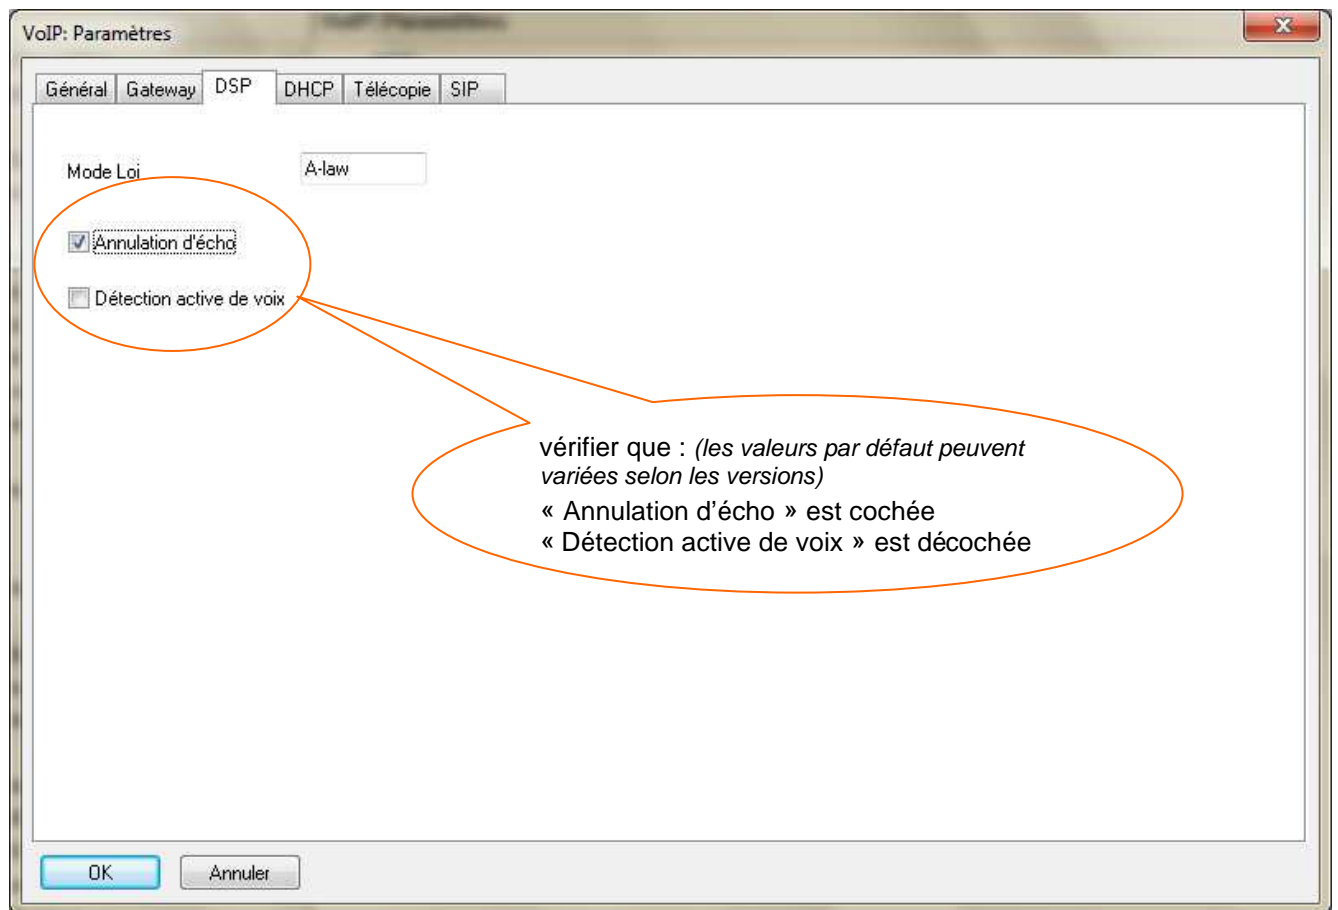 VoIP: Paramètres
Général Gateway DSP DHCP Télécopie SIP
Mode Loi A-law
Annulation d'écho
Détection active de voix
vérifier que : (les valeurs par défaut peuvent
variées selon les versions)
« Annulation d’écho » est cochée
« Détection active de voix » est décochée
OK Annuler